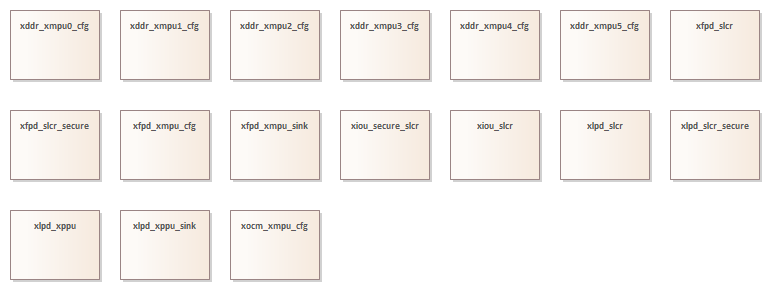 xddr_xmpu0_cfg
xddr_xmpu1_cfg
xddr_xmpu2_cfg
xddr_xmpu3_cfg
xddr_xmpu4_cfg
xddr_xmpu5_cfg
xfpd_slcr
xfpd_slcr_secure
xfpd_xmpu_cfg
xfpd_xmpu_sink
xiou_secure_slcr
xiou_slcr
xlpd_slcr
xlpd_slcr_secure
xlpd_xppu
xlpd_xppu_sink
xocm_xmpu_cfg